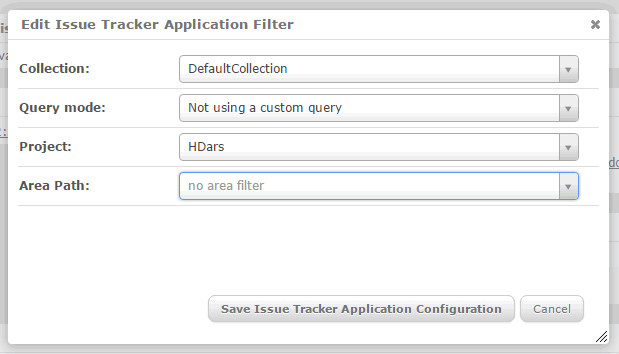 Edit Issue Tracker Application Filter
Collection: DefaultCollection
Query mode: Not using a custom query
Project: HDars
Area Path: no area filter
Save Issue Tracker Application Configuration Cancel